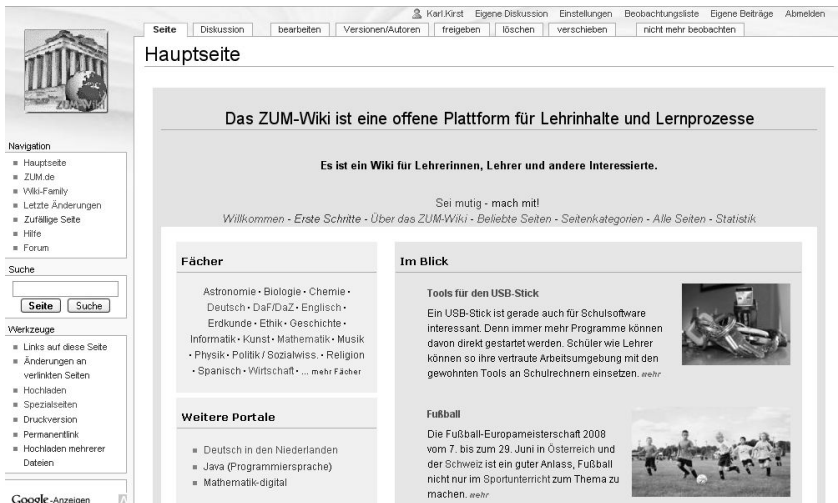 Karl.Kirst Eigene Diskussion Einstellungen Beobachtungsliste Eigene Beiträge Abmelden
Seite Diskussion bearbeiten Versionen/Autoren freigeben löschen verschieben nicht mehr beobachten
Hauptseite
ZUM-Wiki
Navigation
Hauptseite
ZUM.de
Wiki-Family
Letzte Änderungen
Zufällige Seite
Hilfe
Forum
Suche
Seite Suche
Werkzeuge
Links auf diese Seite
Änderungen an
verlinkten Seiten
Hochladen
Spezialseiten
Druckversion
Permanentlink
Hochladen mehrerer
Dateien
Google-Anzeigen
Das ZUM-Wiki ist eine offene Plattform für Lehrinhalte und Lernprozesse
Es ist ein Wiki für Lehrerinnen, Lehrer und andere Interessierte.
Sei mutig - mach mit!
Willkommen - Erste Schritte - Über das ZUM-Wiki - Beliebte Seiten - Seitenkategorien - Alle Seiten - Statistik
Fächer
Astronomie • Biologie • Chemie •
Deutsch • DaF/DaZ • Englisch •
Erdkunde • Ethik • Geschichte •
Informatik • Kunst • Mathematik • Musik
• Physik • Politik / Sozialwiss. • Religion
• Spanisch • Wirtschaft • ... mehr Fächer
Weitere Portale
Deutsch in den Niederlanden
Java (Programmiersprache)
Mathematik-digital
Im Blick
Tools für den USB-Stick
Ein USB-Stick ist gerade auch für Schulsoftware
interessant. Denn immer mehr Programme können
davon direkt gestartet werden. Schüler wie Lehrer
können so ihre vertraute Arbeitsumgebung mit den
gewohnten Tools an Schulrechnern einsetzen. mehr
Fußball
Die Fußball-Europameisterschaft 2008
vom 7. bis zum 29. Juni in Österreich und
der Schweiz ist ein guter Anlass, Fußball
nicht nur im Sportunterricht zum Thema zu
machen. mehr